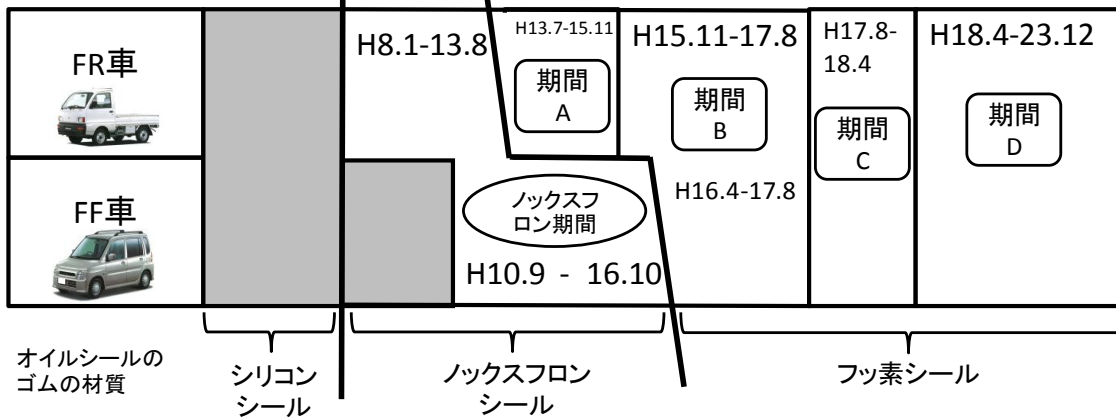 FR車
FF車
オイルシールの
ゴムの材質
シリコン
シール
H8.1-13.8
ノックスフ
ロン期間
H10.9 - 16.10
ノックスフロン
シール
H13.7-15.11
期間
A
H15.11-17.8
期間
B
H16.4-17.8
H17.8-
18.4
期間
C
H18.4-23.12
期間
D
フッ素シール